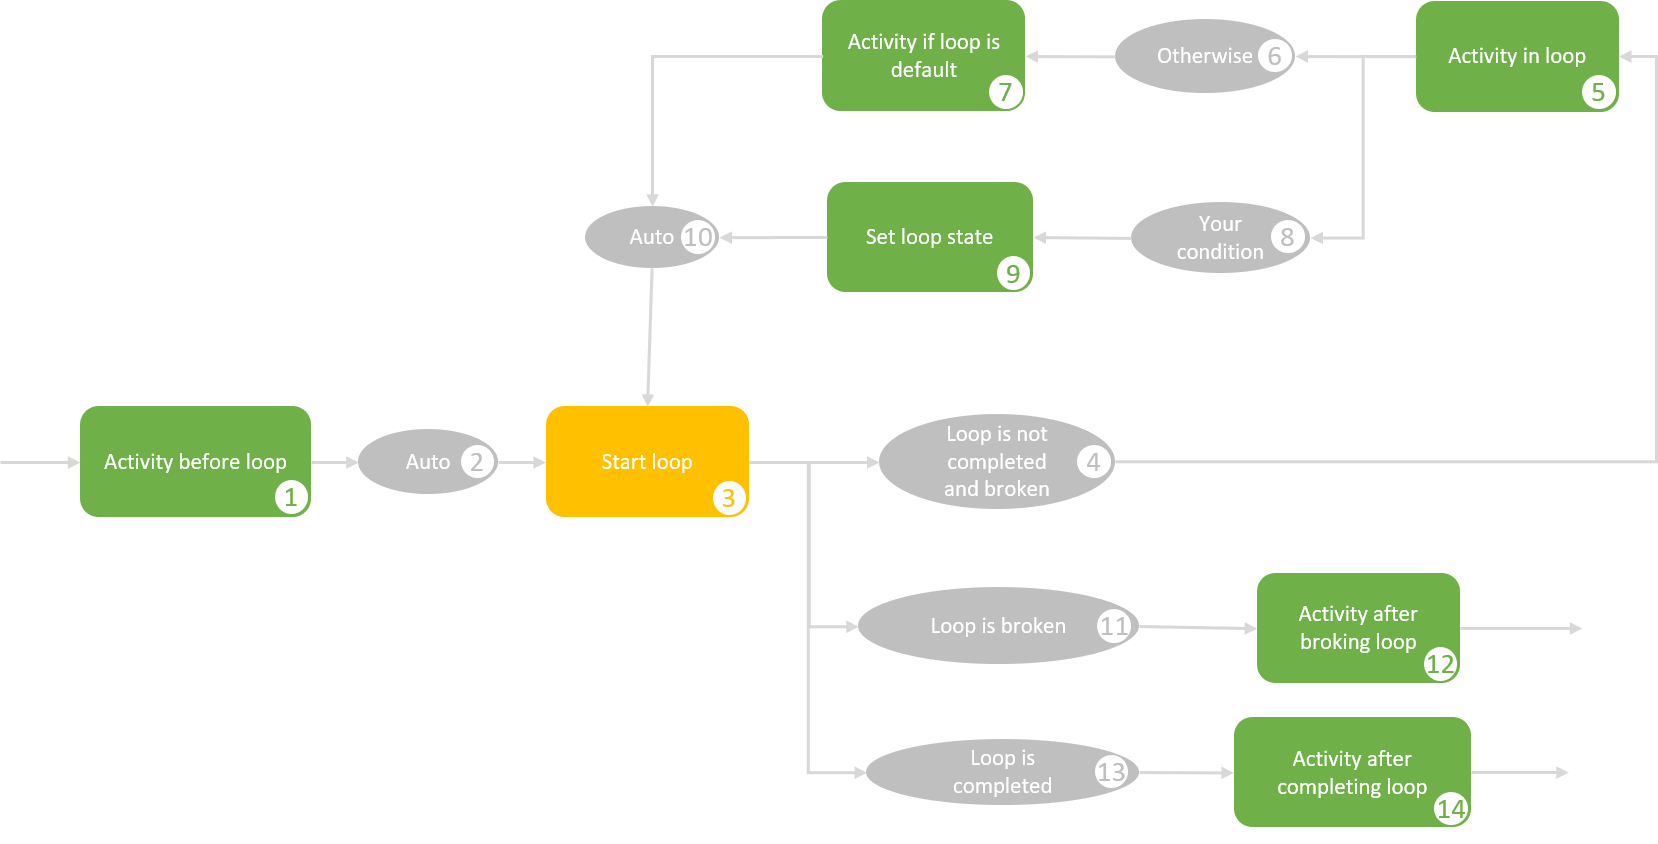 Activity if loop is
default
7
Otherwise 6
Activity in loop
5
Auto 10
Set loop state
9
Your
condition
8
Activity before loop
1
Auto 2
Start loop
3
Loop is not
completed
and broken
4
Loop is broken 11
Activity after
broking loop
12
Loop is
completed
13
Activity after
completing loop
14